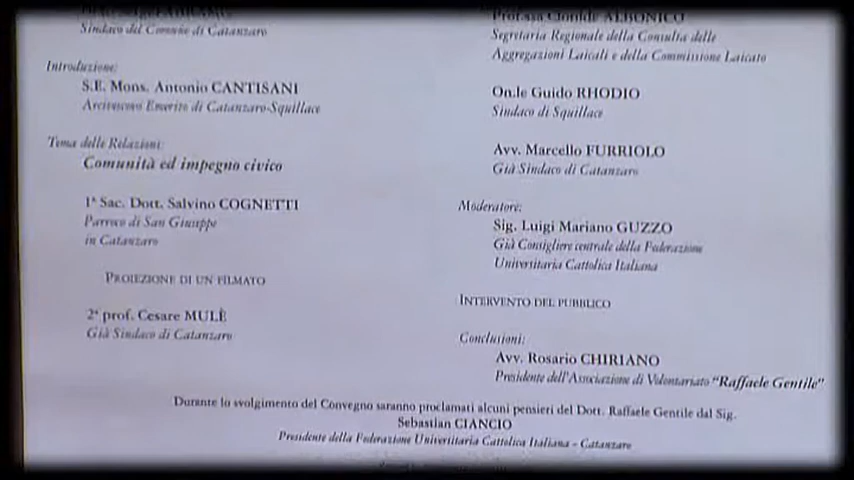 Sindaco del Comune di Catanzaro
Introduzione:
S.E. Mons. Antonio CANTISANI
Arcivescovo Emerito di Catanzaro-Squillace
Tema delle Relazioni:
Comunità ed impegno civico
1ª Sac. Dott. Salvino COGNETTI
Parroco di San Giuseppe
in Catanzaro
PROIEZIONE DI UN FILMATO
2ª prof. Cesare MULÈ
Già Sindaco di Catanzaro
Prof.ssa Clotilde ALBONICO
Segretaria Regionale della Consulta delle
Aggregazioni Laicali e della Commissione Laicato
On.le Guido RHODIO
Sindaco di Squillace
Avv. Marcello FURRIOLO
Già Sindaco di Catanzaro
Moderatore:
Sig. Luigi Mariano GUZZO
Già Consigliere centrale della Federazione
Universitaria Cattolica Italiana
INTERVENTO DEL PUBBLICO
Conclusioni:
Avv. Rosario CHIRIANO
Presidente dell'Associazione di Volontariato "Raffaele Gentile"
Durante lo svolgimento del Convegno saranno proclamati alcuni pensieri del Dott. Raffaele Gentile dal Sig.
Sebastian CIANCIO
Presidente della Federazione Universitaria Cattolica Italiana - Catanzaro